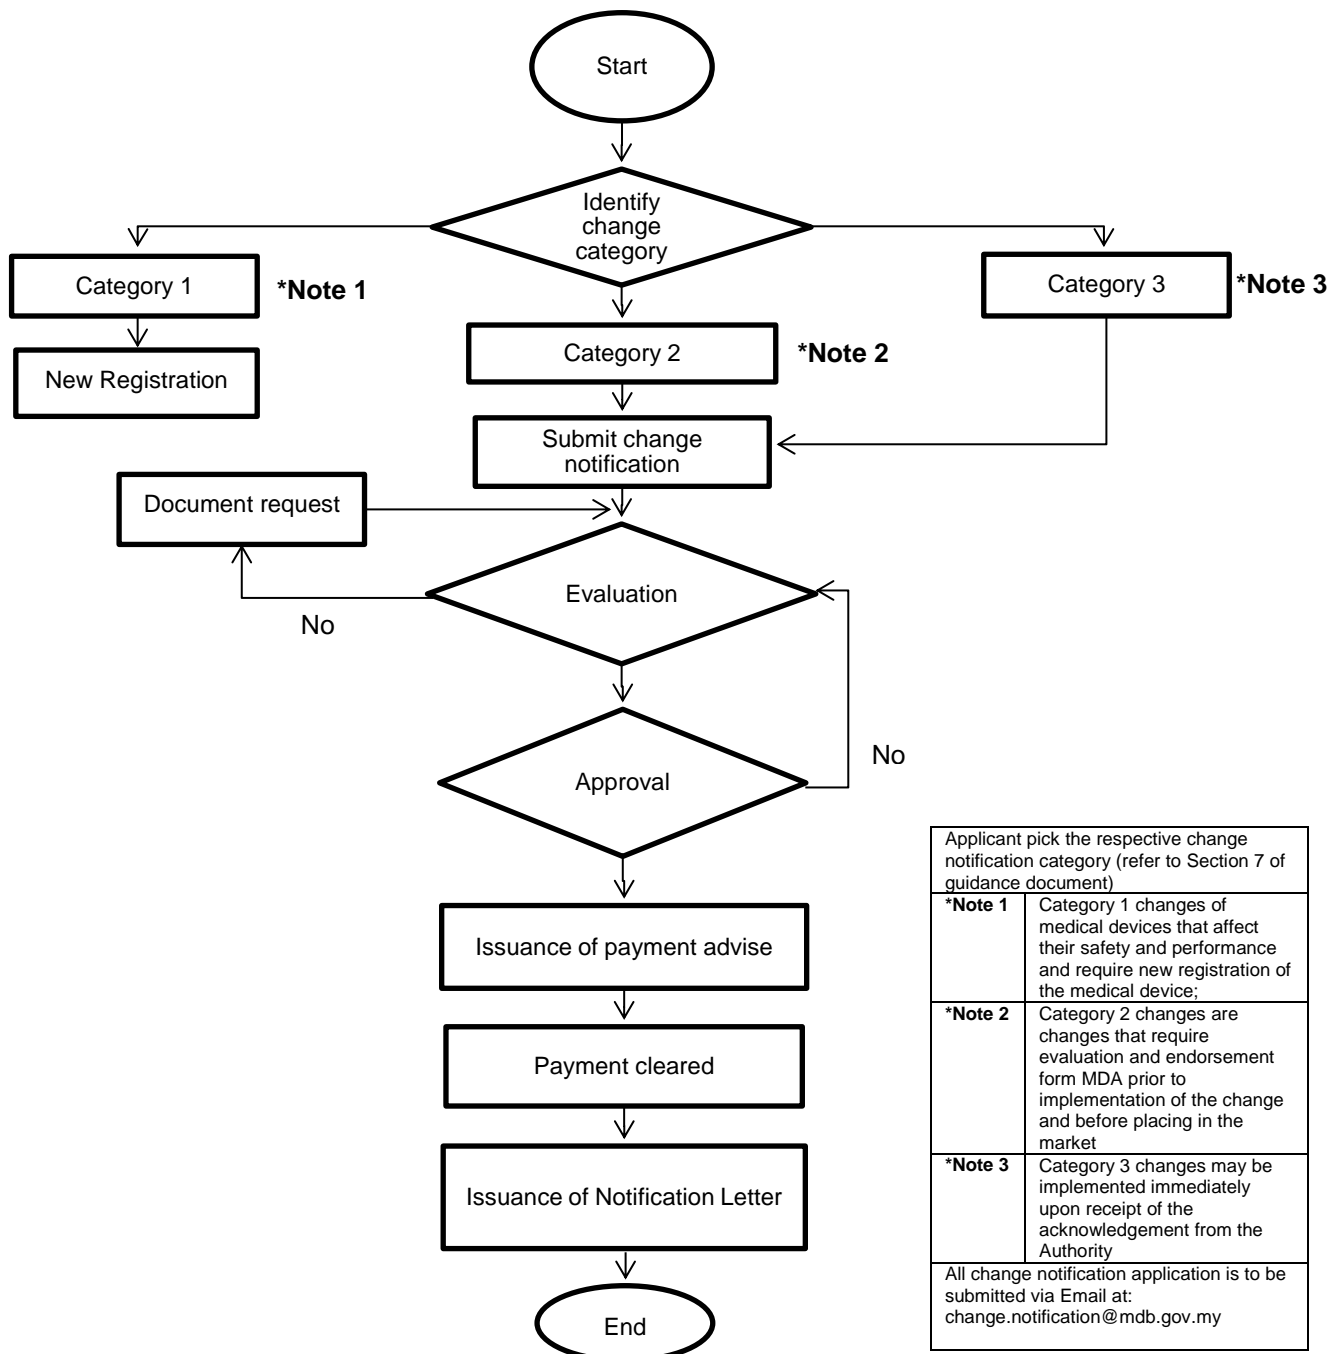 Start
Identify
change
category
Category 1
*Note 1
Category 3
*Note 3
Category 2
*Note 2
New Registration
Submit change
notification
Document request
Evaluation
No
Approval
No
Issuance of payment advise
Payment cleared
Issuance of Notification Letter
End
Applicant pick the respective change
notification category (refer to Section 7 of
guidance document)
*Note 1
Category 1 changes of
medical devices that affect
their safety and performance
and require new registration of
the medical device;
*Note 2
Category 2 changes are
changes that require
evaluation and endorsement
form MDA prior to
implementation of the change
and before placing in the
market
*Note 3
Category 3 changes may be
implemented immediately
upon receipt of the
acknowledgement from the
Authority
All change notification application is to be
submitted via Email at:
change.notification@mdb.gov.my